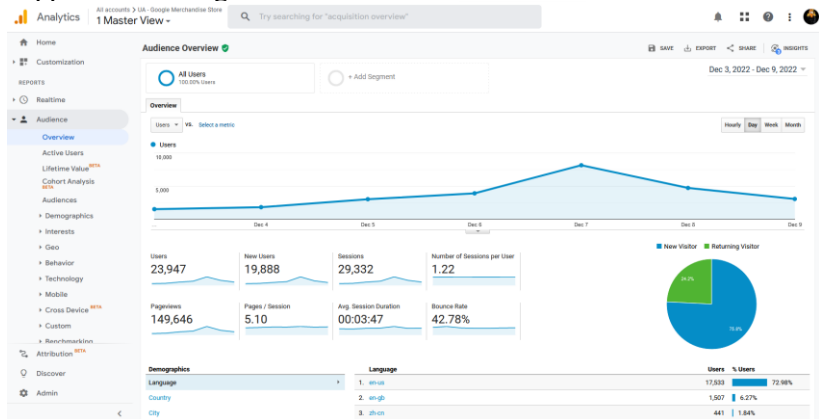 Analytics
All accounts > UA - Google Merchandise Store
1 Master View
Try searching for "acquisition overview"
Home
Customization
REPORTS
Realtime
Audience
Overview
Active Users
Lifetime Value BETA
Cohort Analysis
BETA
Audiences
Demographics
Interests
Geo
Behavior
Technology
Mobile
Cross Device BETA
Custom
Benchmarking
Attribution BETA
Discover
Admin
Audience Overview
SAVE
EXPORT
SHARE
INSIGHTS
All Users
100.00% Users
+ Add Segment
Dec 3, 2022 - Dec 9, 2022
Overview
Users
VS.
Select a metric
Hourly
Day
Week
Month
Users
10,000
5,000
...
Dec 4
Dec 5
Dec 6
Dec 7
Dec 8
Dec 9
New Visitor
Returning Visitor
Users
23,947
New Users
19,888
Sessions
29,332
Number of Sessions per User
1.22
Pageviews
149,646
Pages / Session
5.10
Avg. Session Duration
00:03:47
Bounce Rate
42.78%
Demographics
Language
Country
City
Language
Users
% Users
1. en-us 17,533 72.98%
2. en-gb 1,507 6.27%
3. zh-cn 441 1.84%